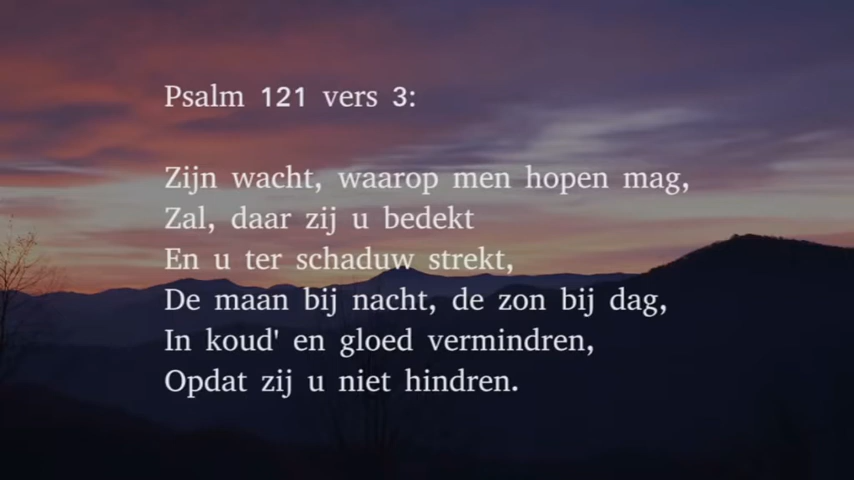 Psalm 121 vers 3:
Zijn wacht, waarop men hopen mag,
Zal, daar zij u bedekt
En u ter schaduw strekt,
De maan bij nacht, de zon bij dag,
In koud' en gloed vermindren,
Opdat zij u niet hindren.